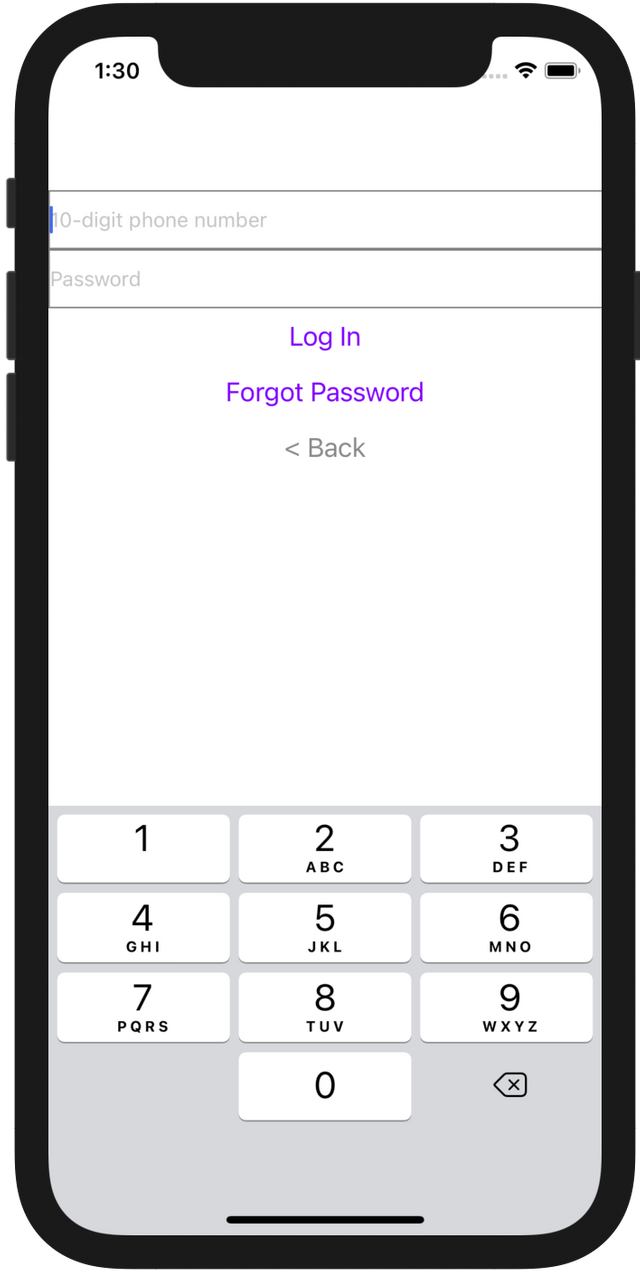 1:30
10-digit phone number
Password
Log In
Forgot Password
< Back
1 2 3
ABC DEF
4 5 6
GHI JKL MNO
7 8 9
PQRS TUV WXYZ
0